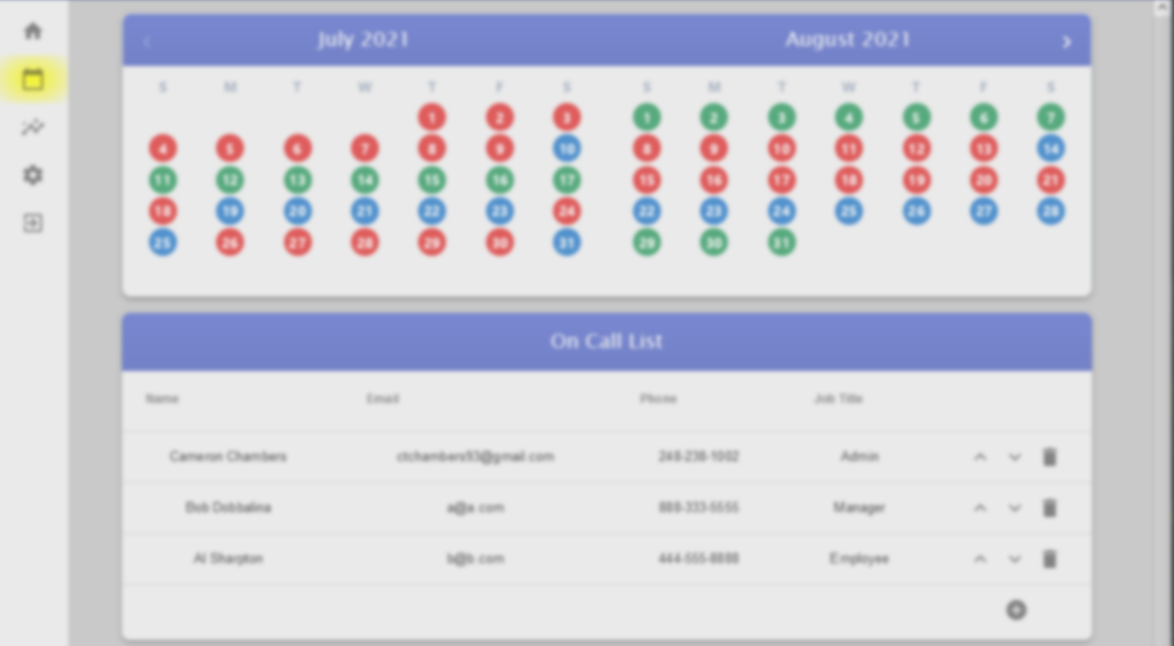 July 2021 August 2021
S M T W T F S S M T W T F S
1 2 3 1 2 3 4 5 6 7
4 5 6 7 8 9 10 8 9 10 11 12 13 14
11 12 13 14 15 16 17 15 16 17 18 19 20 21
18 19 20 21 22 23 24 22 23 24 25 26 27 28
25 26 27 28 29 30 31 29 30 31
On Call List
Name Email Phone Job Title
Cameron Chambers ctchambers93@gmail.com 248-238-1002 Admin
Bob Dobbalina a@a.com 888-333-5555 Manager
Al Sharpton b@b.com 444-555-8888 Employee